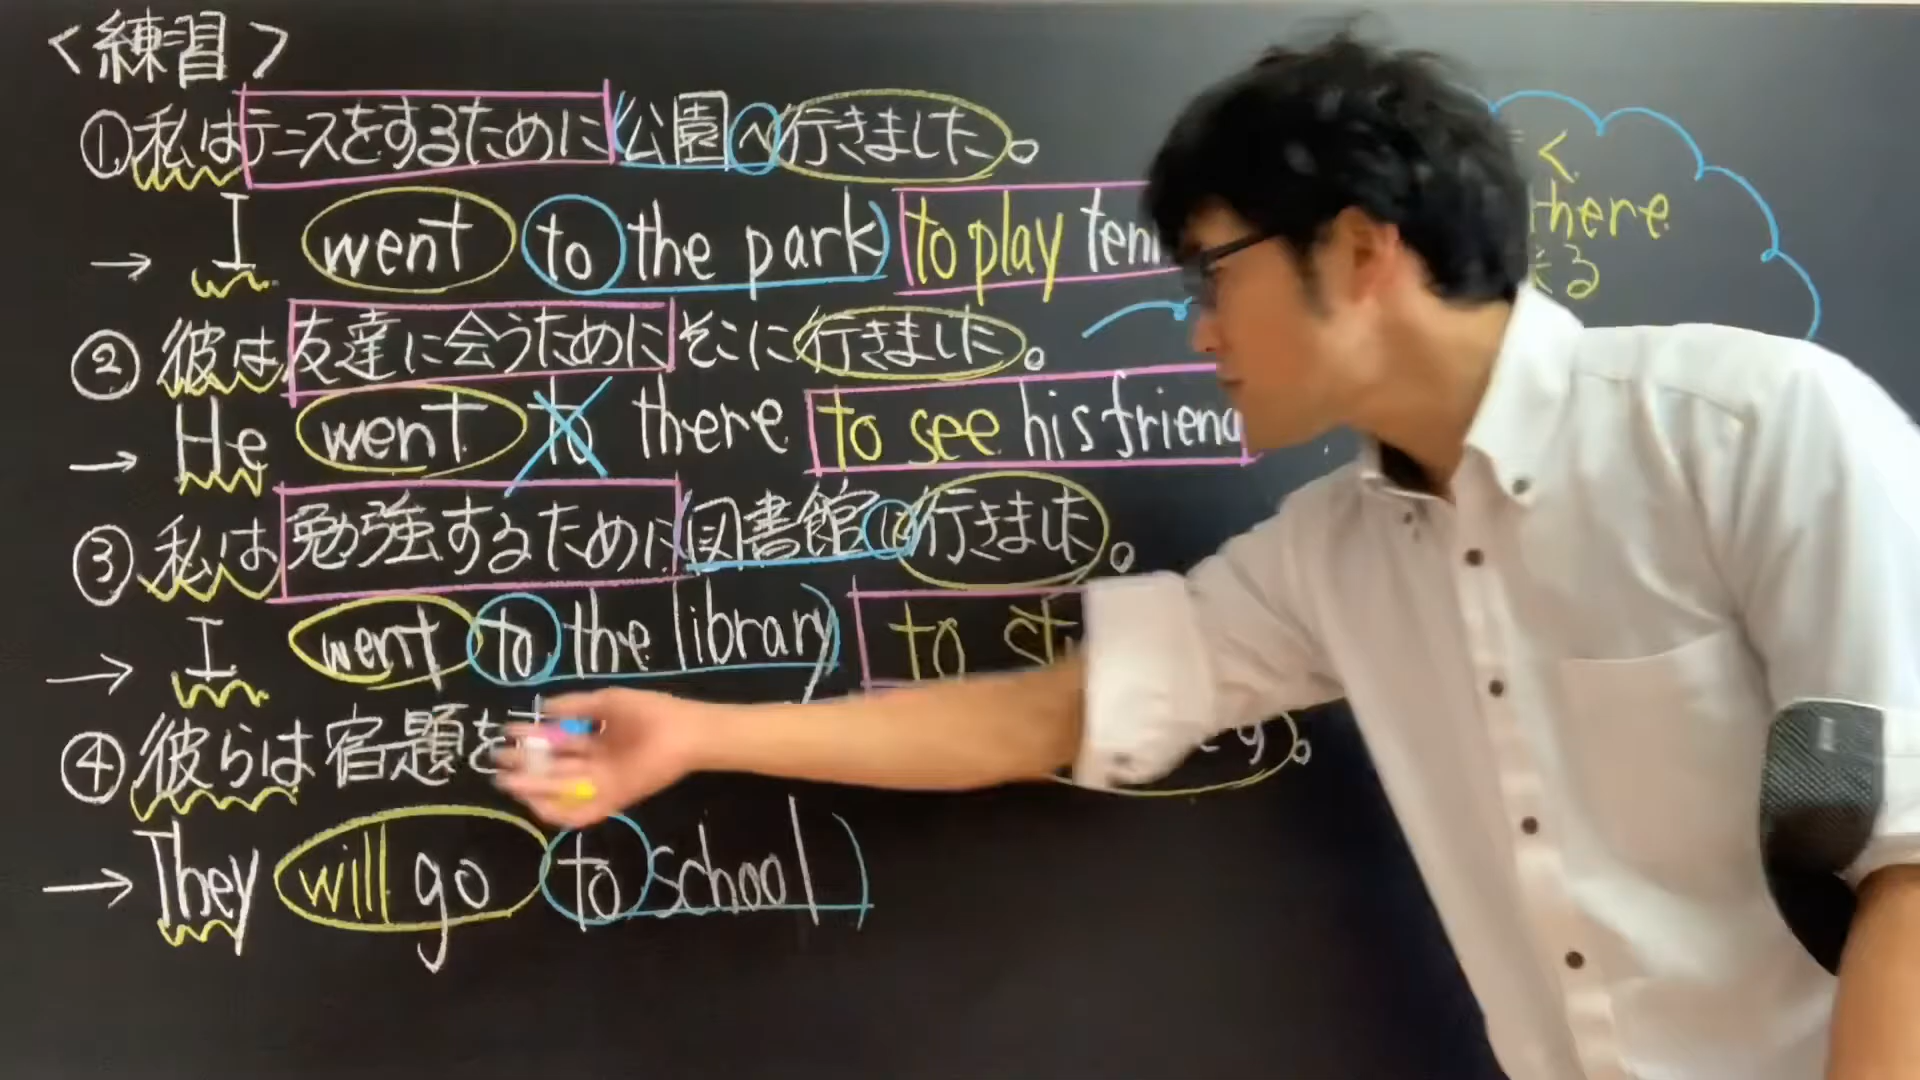 <練習>
①私はテニスをするために公園へ行きました。
→ I went to the park to play
②彼は友達に会うためにそこに行きました。
→ He went to there to see his friend
③私は勉強するために図書館に行きました。
→ I went to the library to
④彼らは宿題を
→ They will go to school
く
there
る